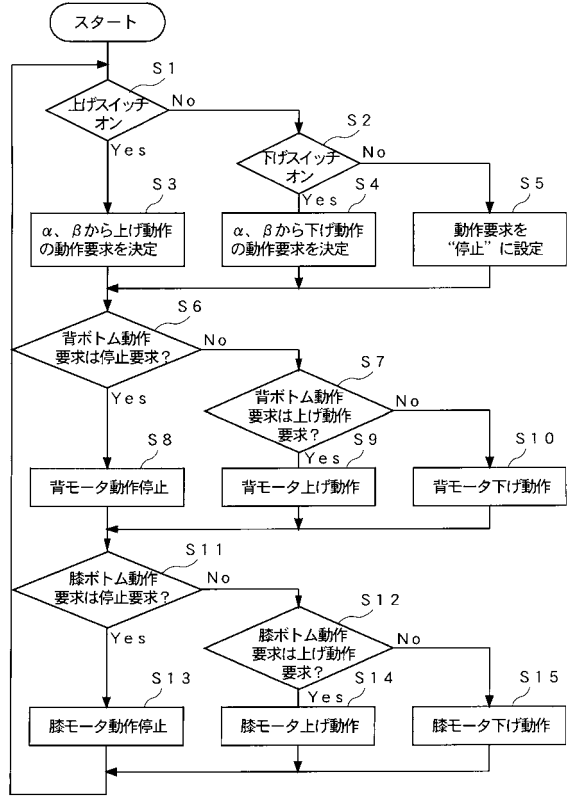 スタート
S1
上げスイッチ
オン
No
Yes
S2
下げスイッチ
オン
No
Yes
S3
α、βから上げ動作
の動作要求を決定
S4
α、βから下げ動作
の動作要求を決定
S5
動作要求を
“停止”に設定
S6
背ボトム動作
要求は停止要求?
No
Yes
S7
背ボトム動作
要求は上げ動作
要求?
No
Yes
S8
背モータ動作停止
S9
背モータ上げ動作
S10
背モータ下げ動作
S11
膝ボトム動作
要求は停止要求?
No
Yes
S12
膝ボトム動作
要求は上げ動作
要求?
No
Yes
S13
膝モータ動作停止
S14
膝モータ上げ動作
S15
膝モータ下げ動作